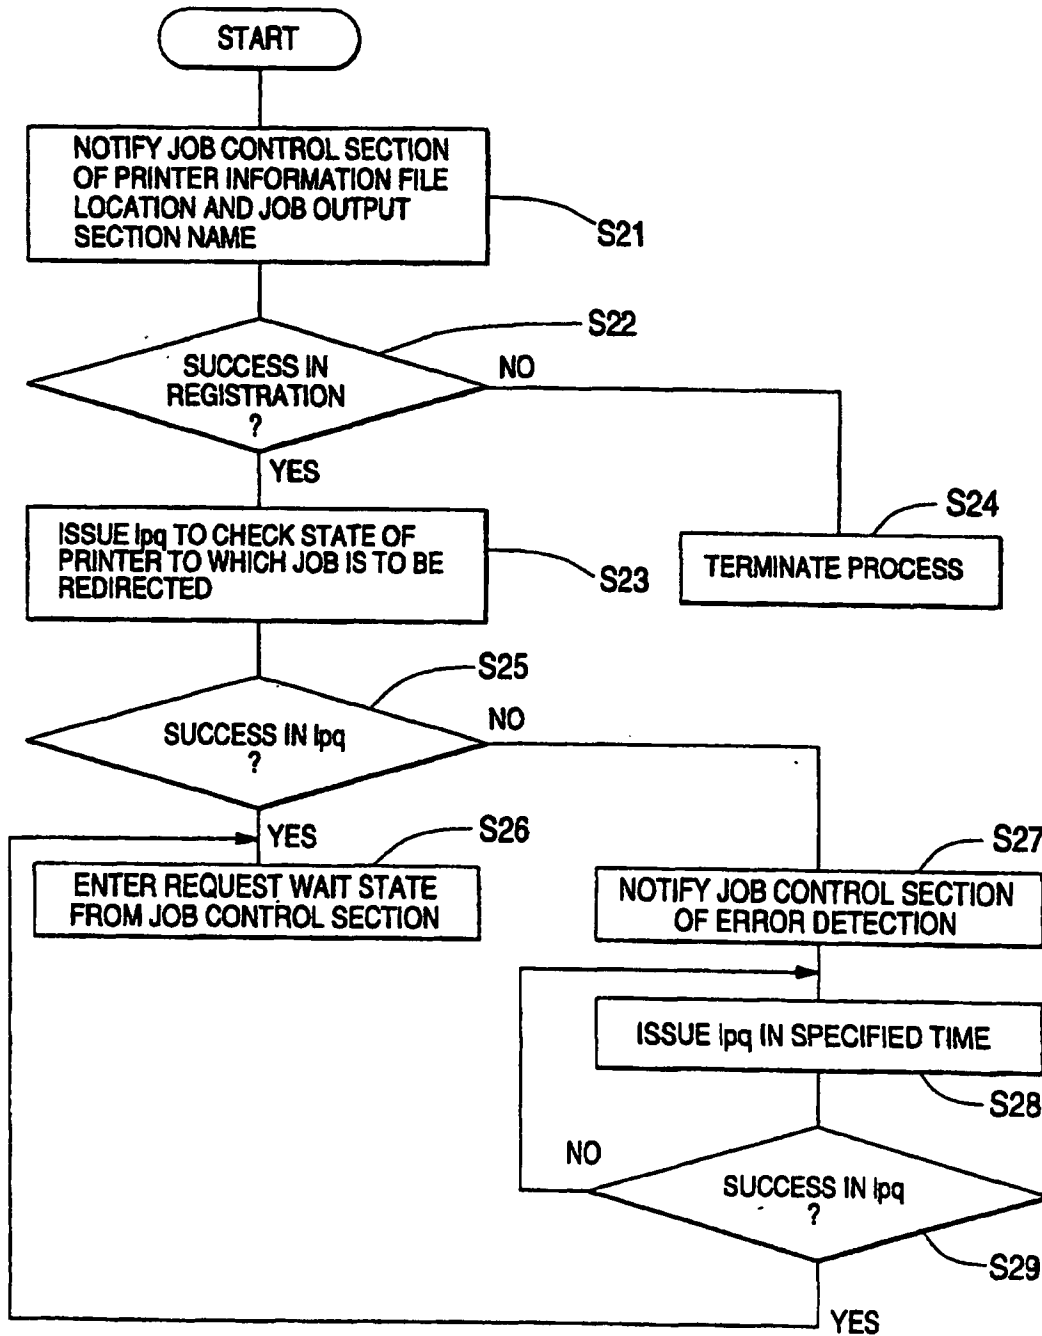 START
NOTIFY JOB CONTROL SECTION
OF PRINTER INFORMATION FILE
LOCATION AND JOB OUTPUT
SECTION NAME
S21
S22
SUCCESS IN
REGISTRATION
?
NO
YES
S24
ISSUE lpq TO CHECK STATE OF
PRINTER TO WHICH JOB IS TO BE
REDIRECTED
S23
TERMINATE PROCESS
S25
SUCCESS IN lpq
?
NO
YES
S26
S27
ENTER REQUEST WAIT STATE
FROM JOB CONTROL SECTION
NOTIFY JOB CONTROL SECTION
OF ERROR DETECTION
ISSUE lpq IN SPECIFIED TIME
S28
NO
SUCCESS IN lpq
?
S29
YES